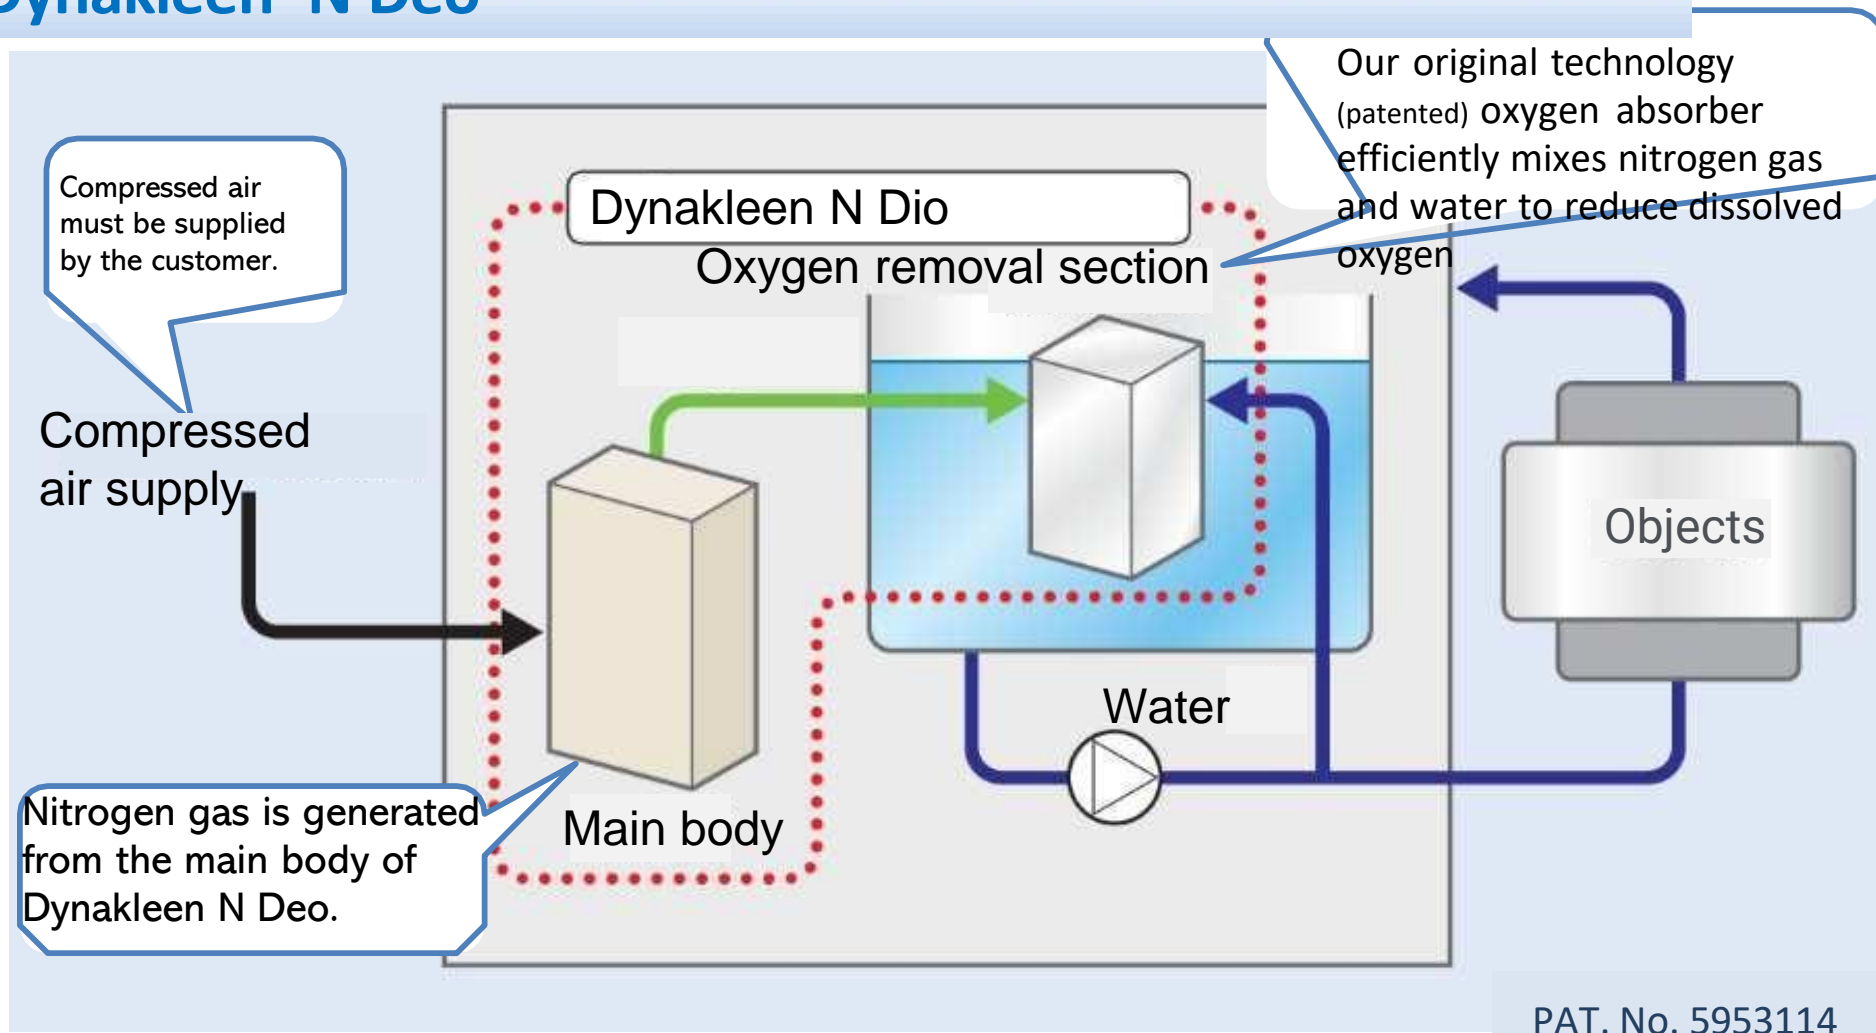 Dynakleen N Deo
Our original technology
(patented) oxygen absorber
efficiently mixes nitrogen gas
and water to reduce dissolved
oxygen
Compressed air
must be supplied
by the customer.
Dynakleen N Dio
Oxygen removal section
Compressed
air supply
Objects
Water
Main body
Nitrogen gas is generated
from the main body of
Dynakleen N Deo.
PAT. No. 5953114